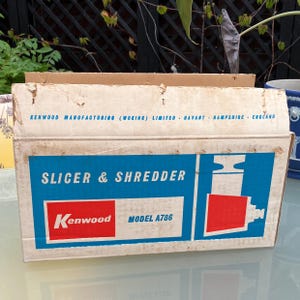 KENWOOD MANUFACTURING (WOKING) LIMITED · HAVANT · HAMPSHIRE · ENGLAND
SLICER & SHREDDER
Kenwood
MODEL A786